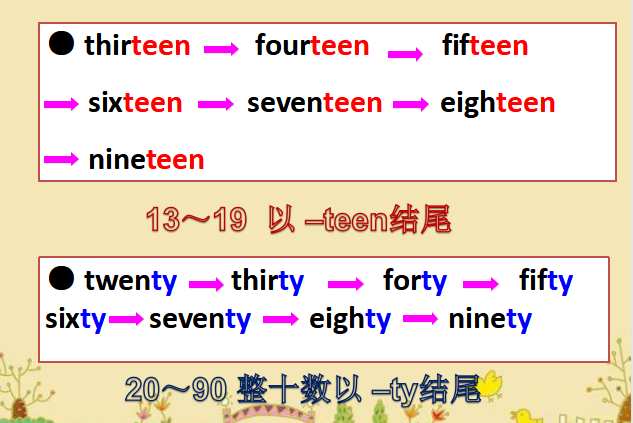 ● thirteen → fourteen → fifteen
→ sixteen → seventeen → eighteen
→ nineteen
13～19 以 –teen结尾
● twenty → thirty → forty → fifty
sixty → seventy → eighty → ninety
20～90 整十数以 –ty结尾